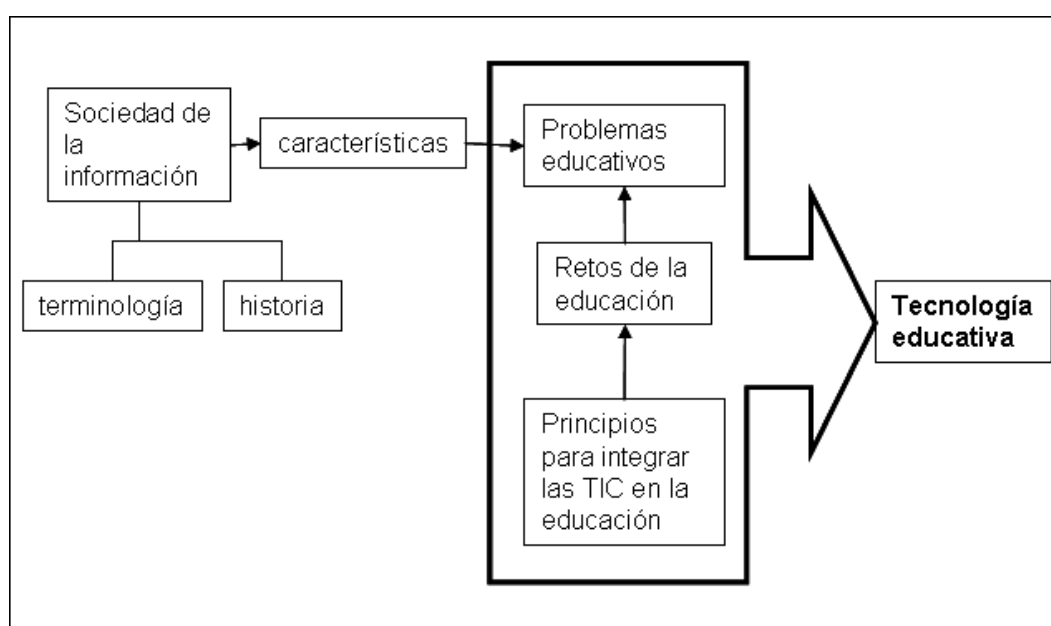 Sociedad de
la
información
características
Problemas
educativos
terminología
historia
Retos de la
educación
Tecnología
educativa
Principios
para integrar
las TIC en la
educación